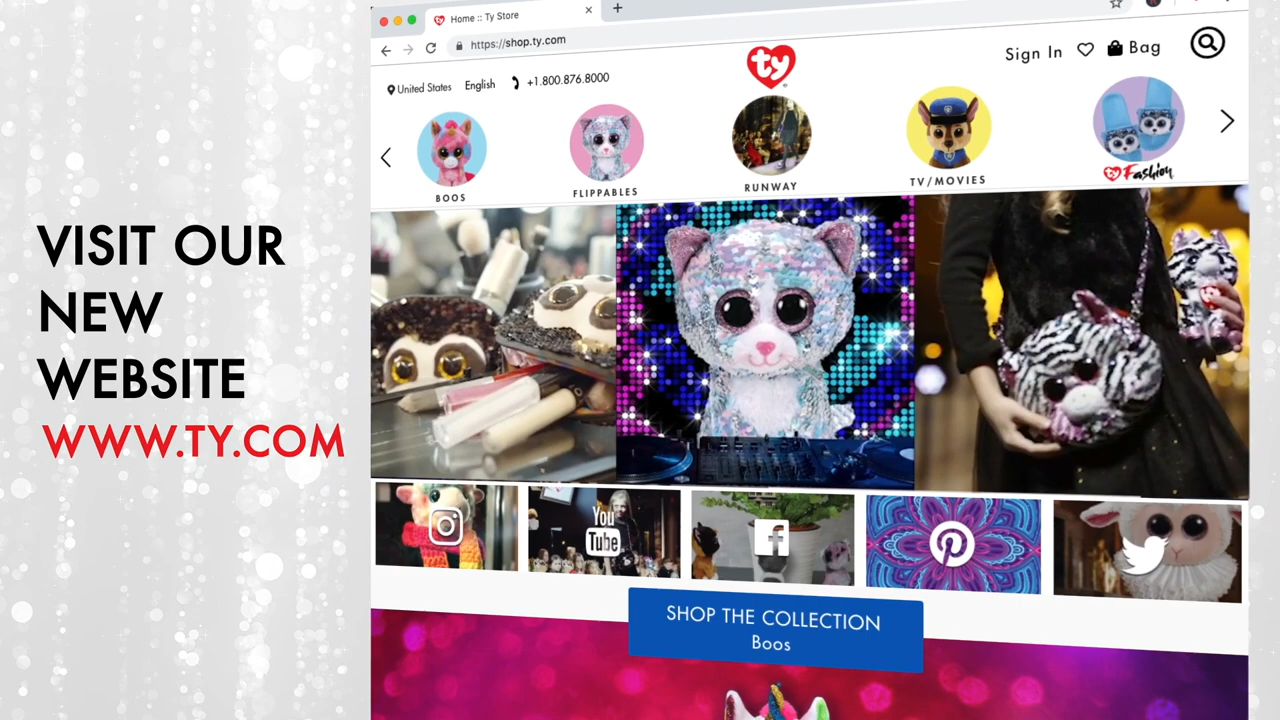 VISIT OUR
NEW
WEBSITE
WWW.TY.COM
Home :: Ty Store
https://shop.ty.com
United States English +1.800.876.8000
ty
Sign In Bag
BOOS
FLIPPABLES
RUNWAY
TV/MOVIES
ty Fashion
You
Tube
f
SHOP THE COLLECTION
Boos